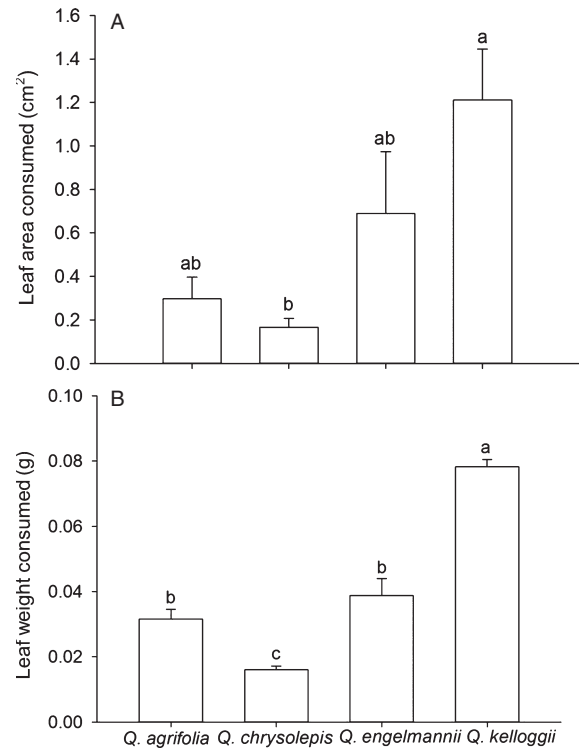 A
Leaf area consumed (cm²)
1.6
1.4
1.2
1.0
0.8
0.6
0.4
0.2
0.0
ab
b
ab
a
B
Leaf weight consumed (g)
0.10
0.08
0.06
0.04
0.02
0.00
b
c
b
a
Q. agrifolia Q. chrysolepis Q. engelmannii Q. kelloggii